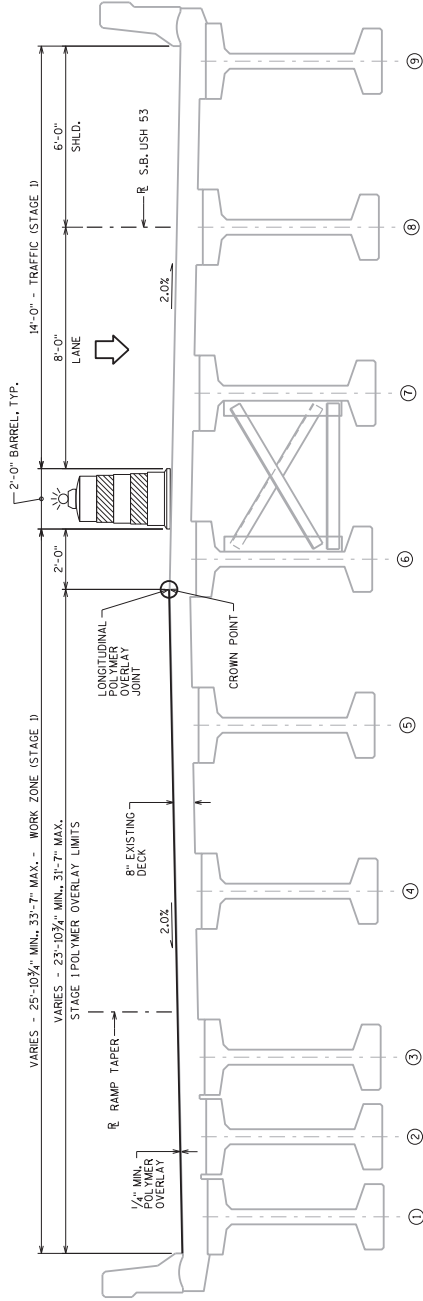 VARIES - 25'-10¾" MIN., 33'-7" MAX. - WORK ZONE (STAGE 1)
2'-0" BARREL, TYP.
14'-0" - TRAFFIC (STAGE 1)
VARIES - 23'-10¾" MIN., 31'-7" MAX.
STAGE 1 POLYMER OVERLAY LIMITS
2'-0"
8'-0"
LANE
6'-0"
SHLD.
¼" MIN.
POLYMER
OVERLAY
RAMP TAPER
2.0%
8" EXISTING
DECK
LONGITUDINAL
POLYMER
OVERLAY
JOINT
CROWN POINT
2.0%
S.B. USH 53
1
2
3
4
5
6
7
8
9